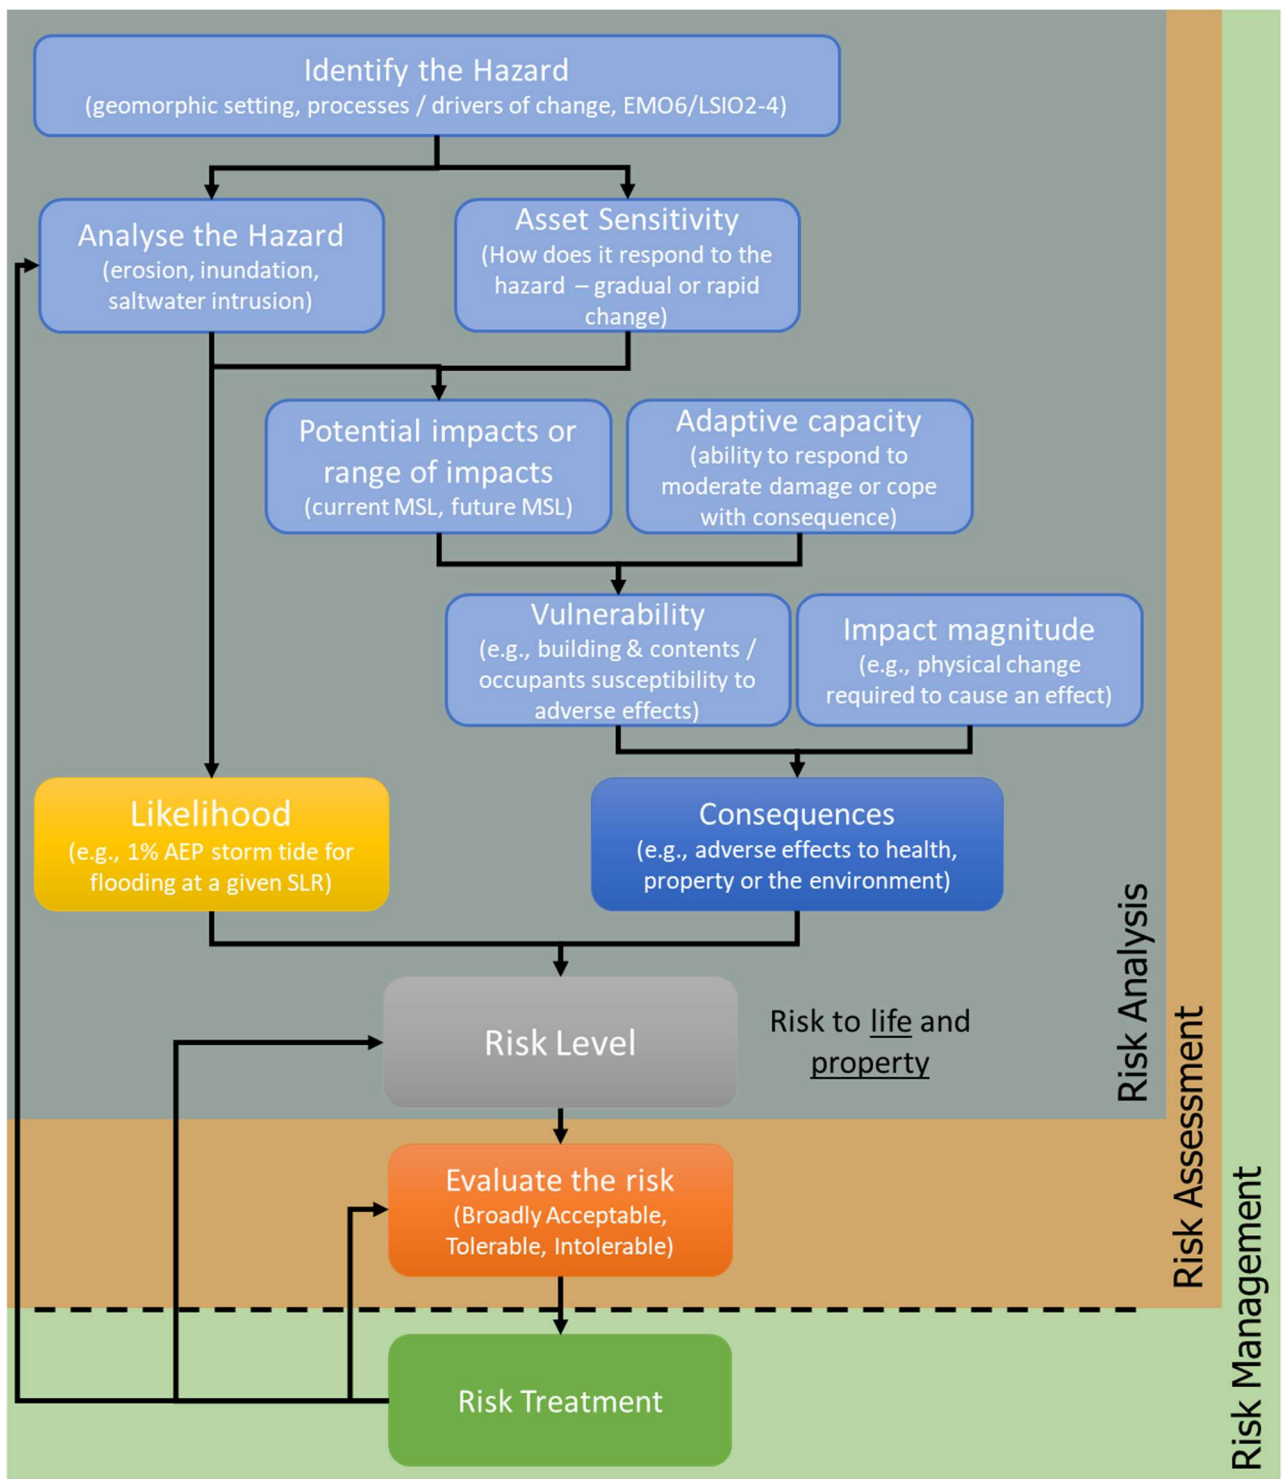 Identify the Hazard
(geomorphic setting, processes / drivers of change, EMO6/LSIO2-4)
Analyse the Hazard
(erosion, inundation,
saltwater intrusion)
Asset Sensitivity
(How does it respond to the
hazard – gradual or rapid
change)
Potential impacts or
range of impacts
(current MSL, future MSL)
Adaptive capacity
(ability to respond to
moderate damage or cope
with consequence)
Vulnerability
(e.g., building & contents /
occupants susceptibility to
adverse effects)
Impact magnitude
(e.g., physical change
required to cause an effect)
Likelihood
(e.g., 1% AEP storm tide for
flooding at a given SLR)
Consequences
(e.g., adverse effects to health,
property or the environment)
Risk Level
Risk to life and
property
Risk Analysis
Evaluate the risk
(Broadly Acceptable,
Tolerable, Intolerable)
Risk Assessment
Risk Treatment
Risk Management